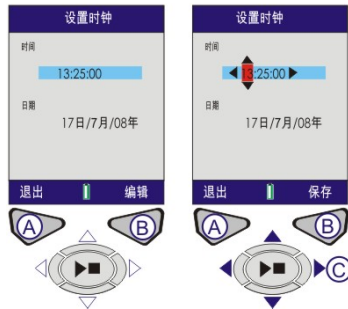 设置时钟
时间
13:25:00
日期
17日/7月/08年
退出 编辑
A B
设置时钟
时间
13:25:00
日期
17日/7月/08年
退出 保存
A B
C